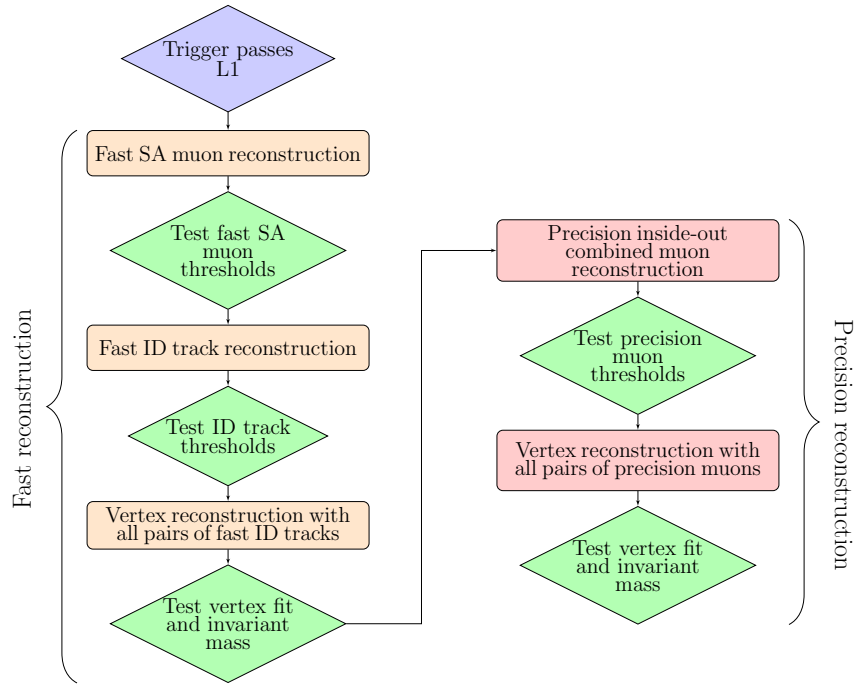 Trigger passes
L1
Fast SA muon reconstruction
Test fast SA
muon
thresholds
Fast ID track reconstruction
Test ID track
thresholds
Vertex reconstruction with
all pairs of fast ID tracks
Test vertex fit
and invariant
mass
Fast reconstruction
Precision inside-out
combined muon
reconstruction
Test precision
muon
thresholds
Vertex reconstruction with
all pairs of precision muons
Test vertex fit
and invariant
mass
Precision reconstruction